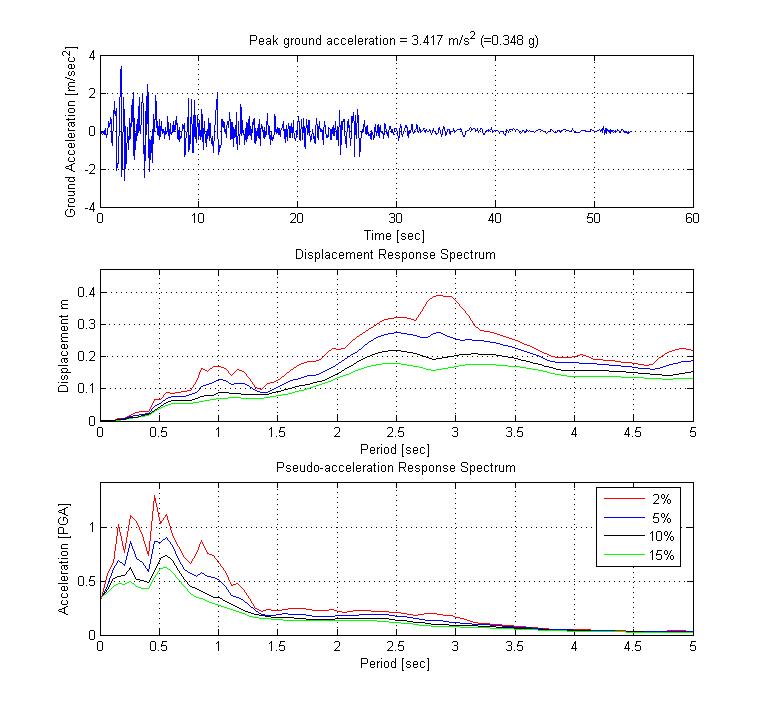 Peak ground acceleration = 3.417 m/s2 (=0.348 g)
Ground Acceleration [m/sec2]
4
2
0
-2
-4
0 10 20 30 40 50 60
Time [sec]
Displacement Response Spectrum
Displacement m
0.4
0.3
0.2
0.1
0
0 0.5 1 1.5 2 2.5 3 3.5 4 4.5 5
Period [sec]
Pseudo-acceleration Response Spectrum
Acceleration [PGA]
1
0.5
0
2%
5%
10%
15%
0 0.5 1 1.5 2 2.5 3 3.5 4 4.5 5
Period [sec]